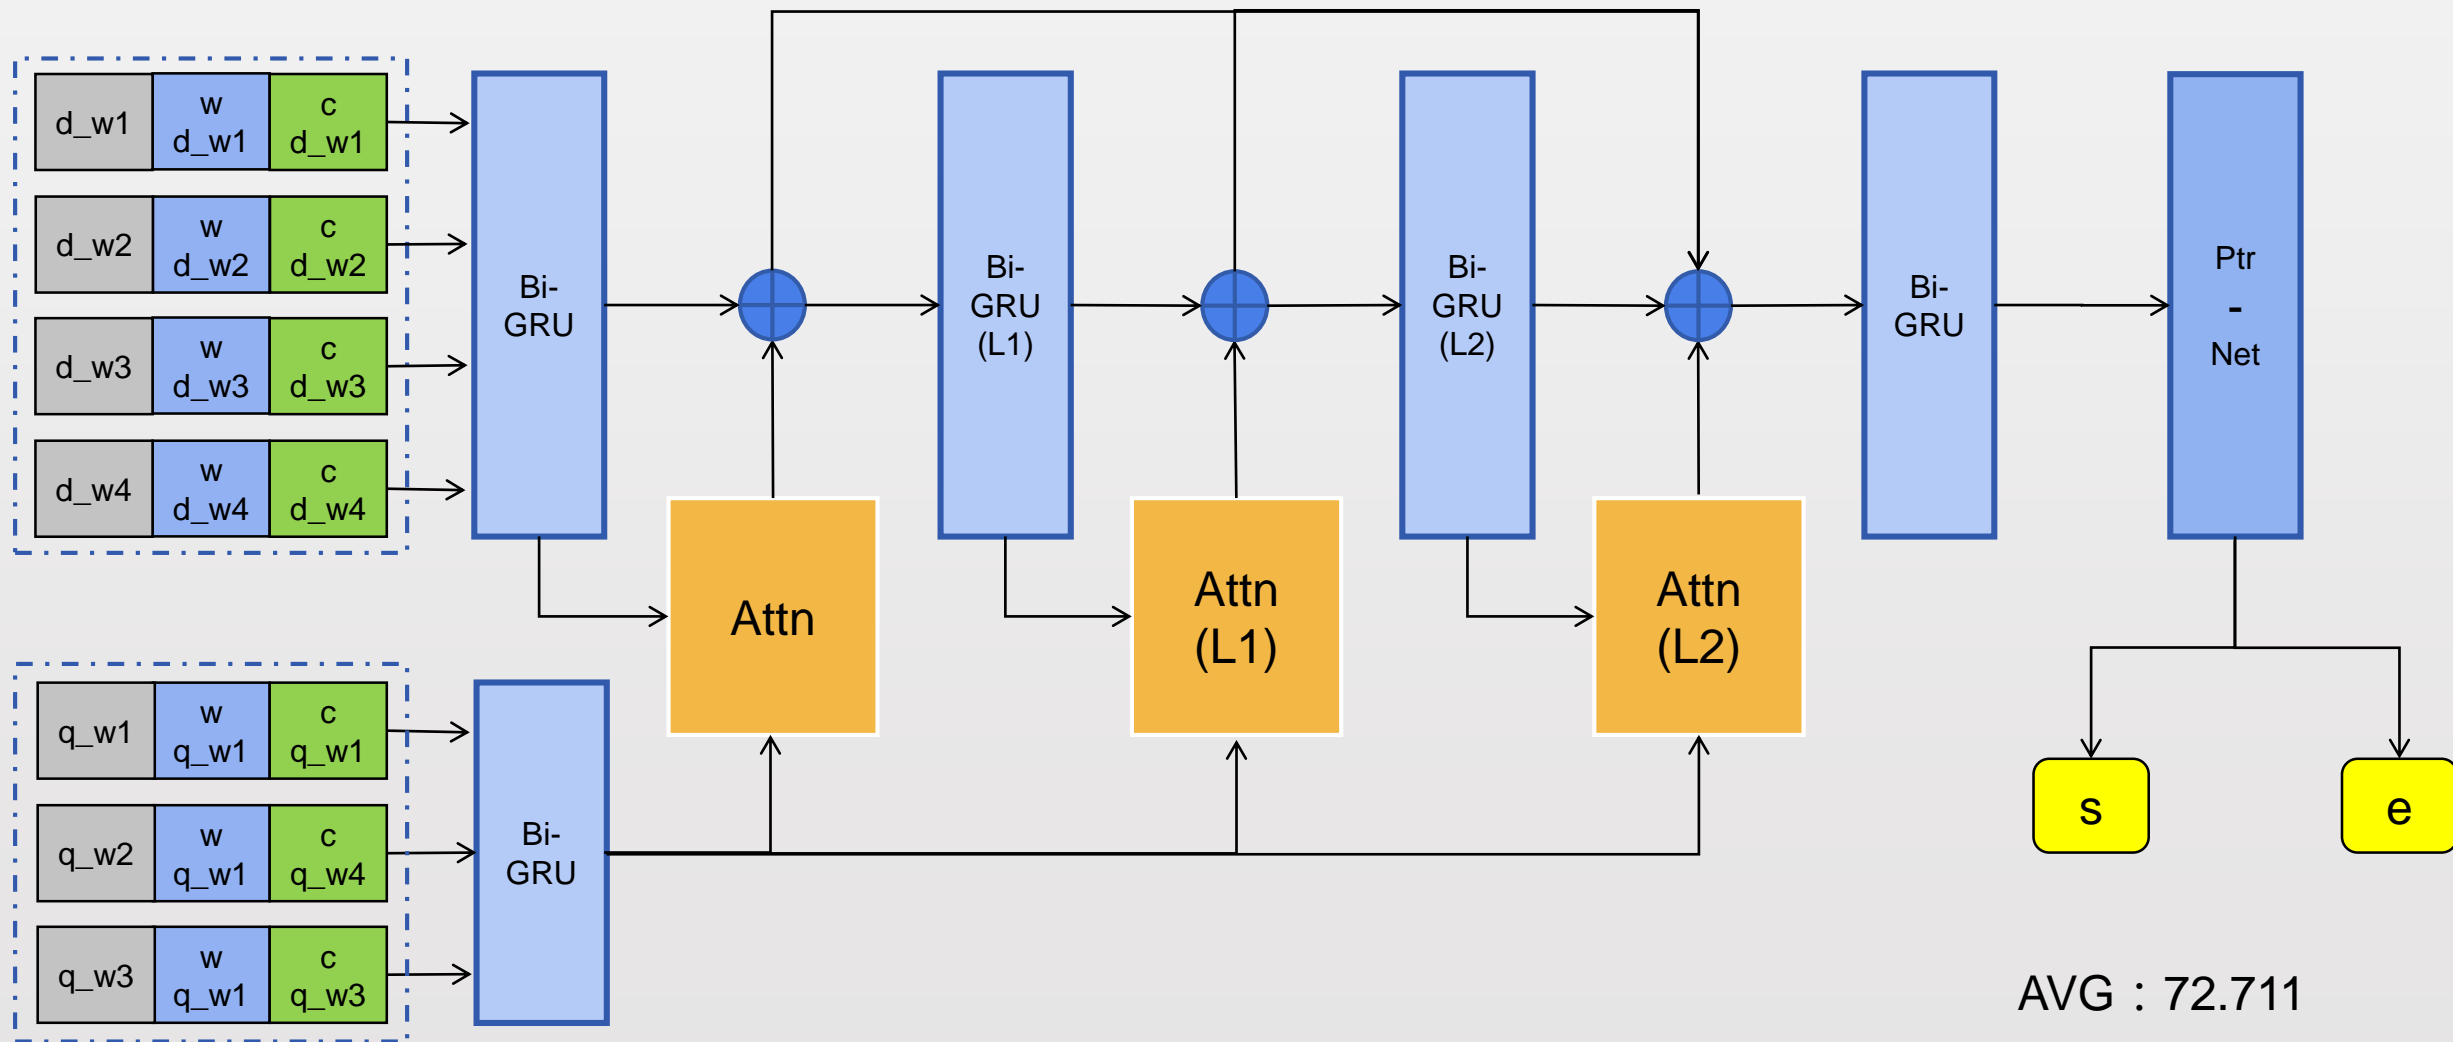 d_w1
w
d_w1
c
d_w1
d_w2
w
d_w2
c
d_w2
d_w3
w
d_w3
c
d_w3
d_w4
w
d_w4
c
d_w4
Bi-
GRU
Bi-
GRU
(L1)
Bi-
GRU
(L2)
Bi-
GRU
Ptr
-
Net
Attn
Attn
(L1)
Attn
(L2)
q_w1
w
q_w1
c
q_w1
q_w2
w
q_w1
c
q_w4
q_w3
w
q_w1
c
q_w3
Bi-
GRU
s
e
AVG：72.711